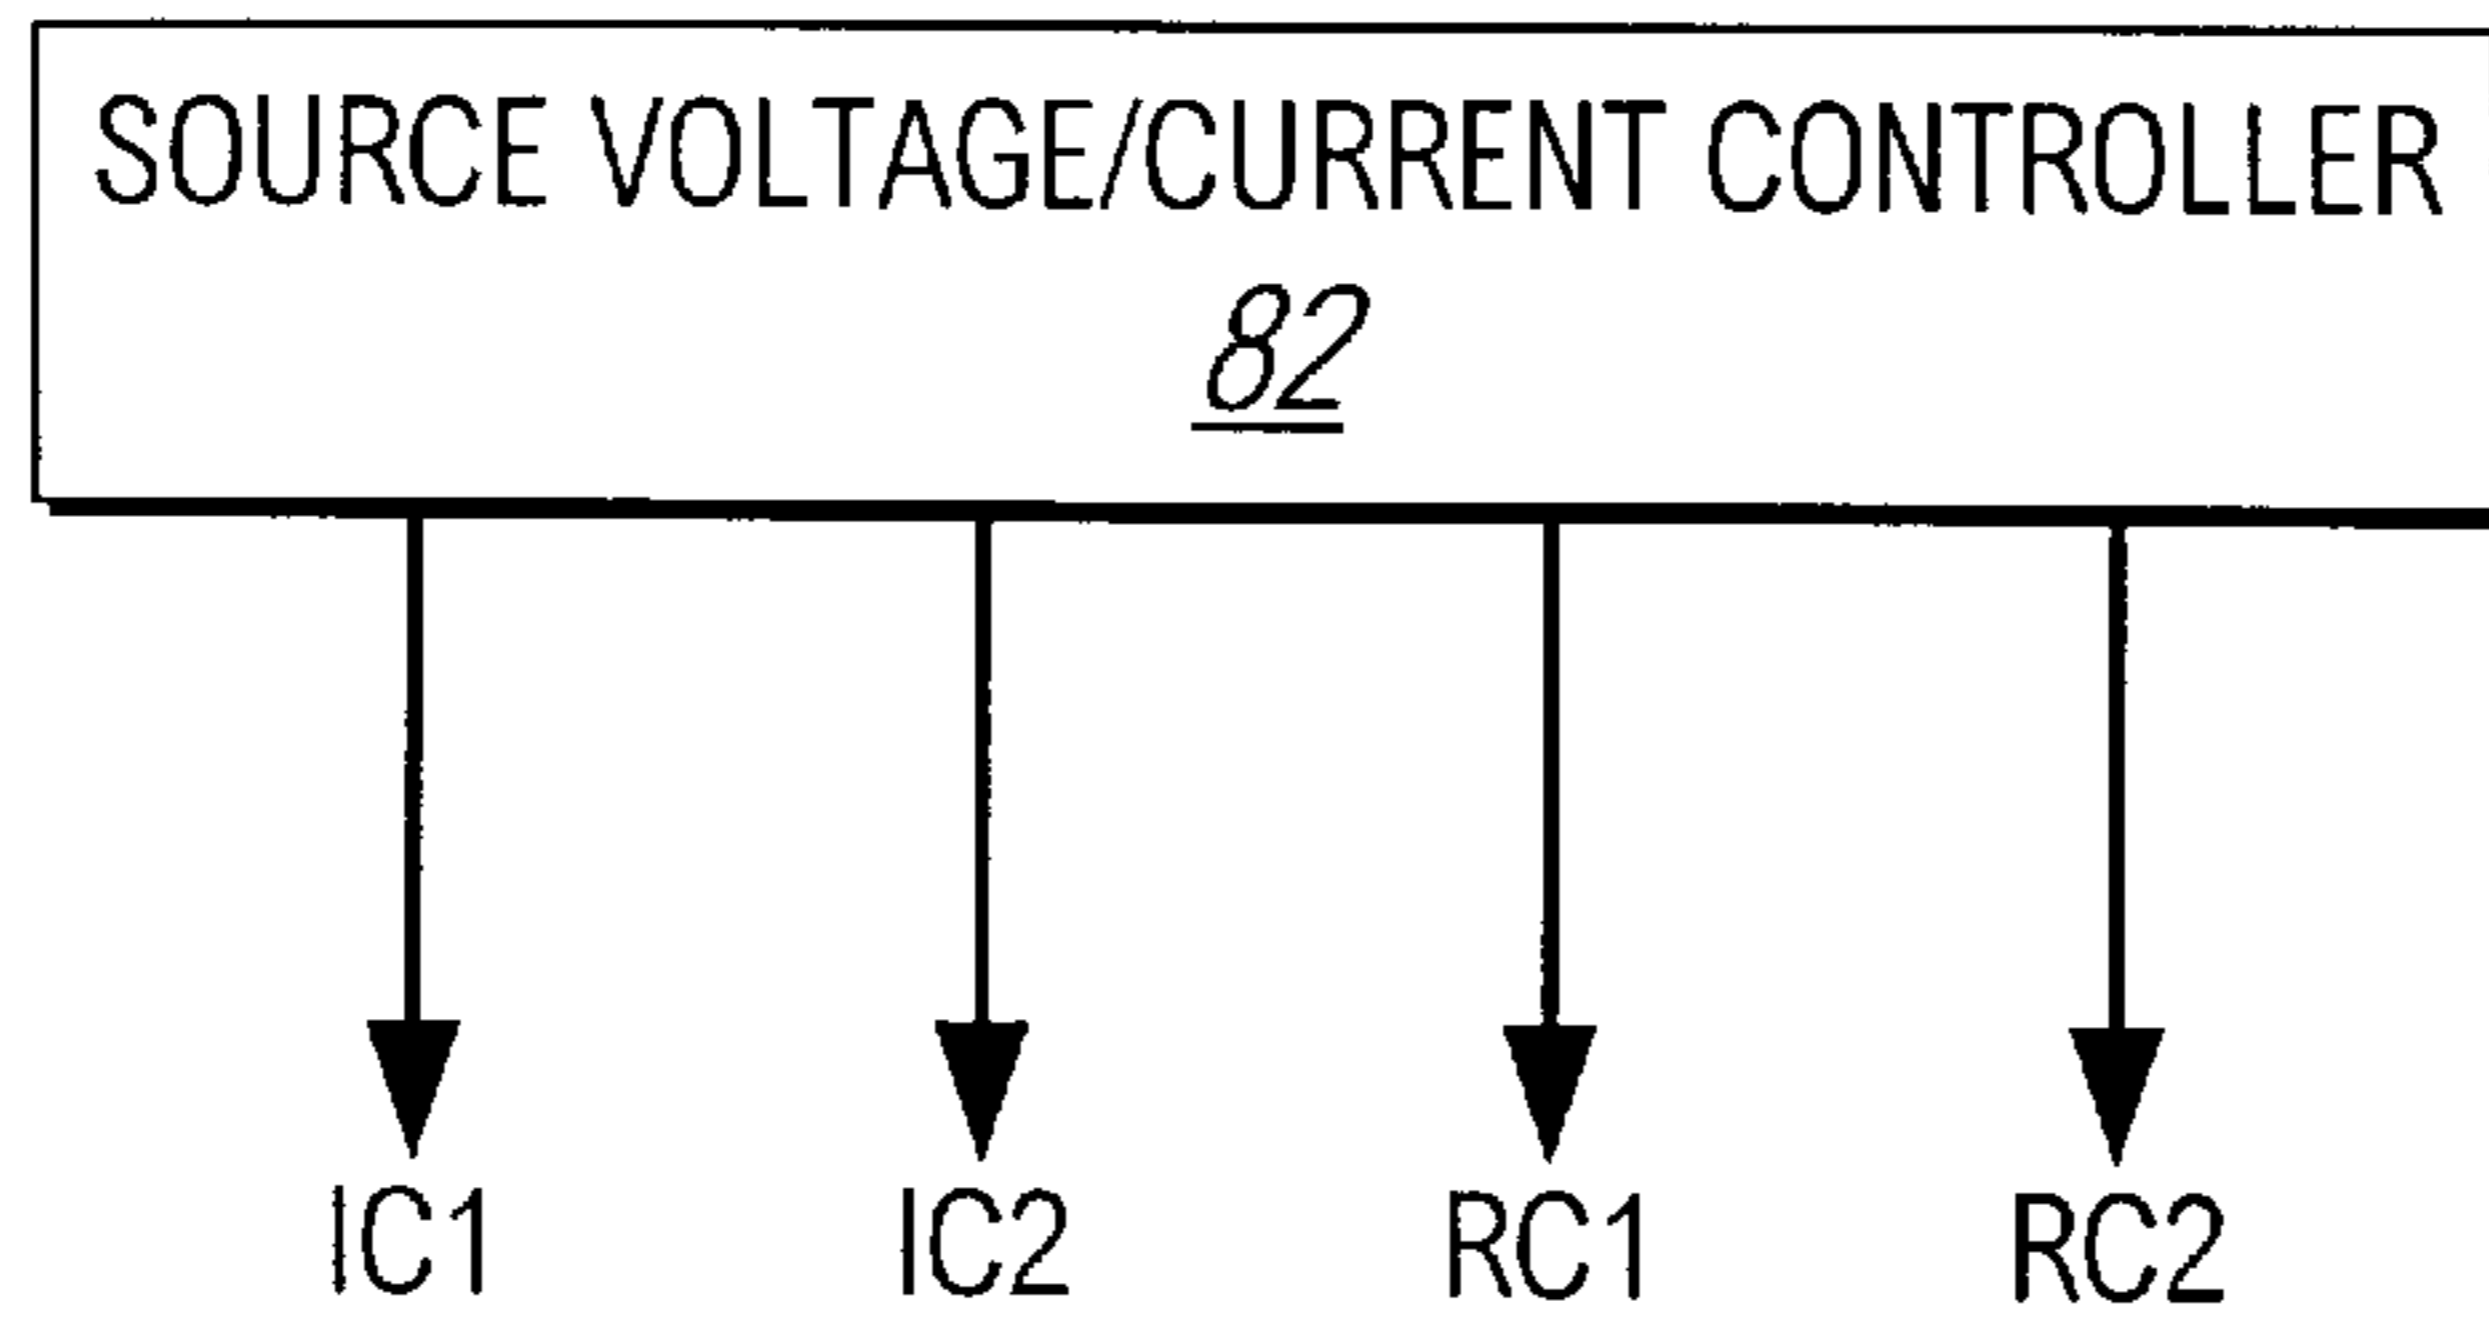 SOURCE VOLTAGE/CURRENT CONTROLLER
82
IC1 IC2 RC1 RC2